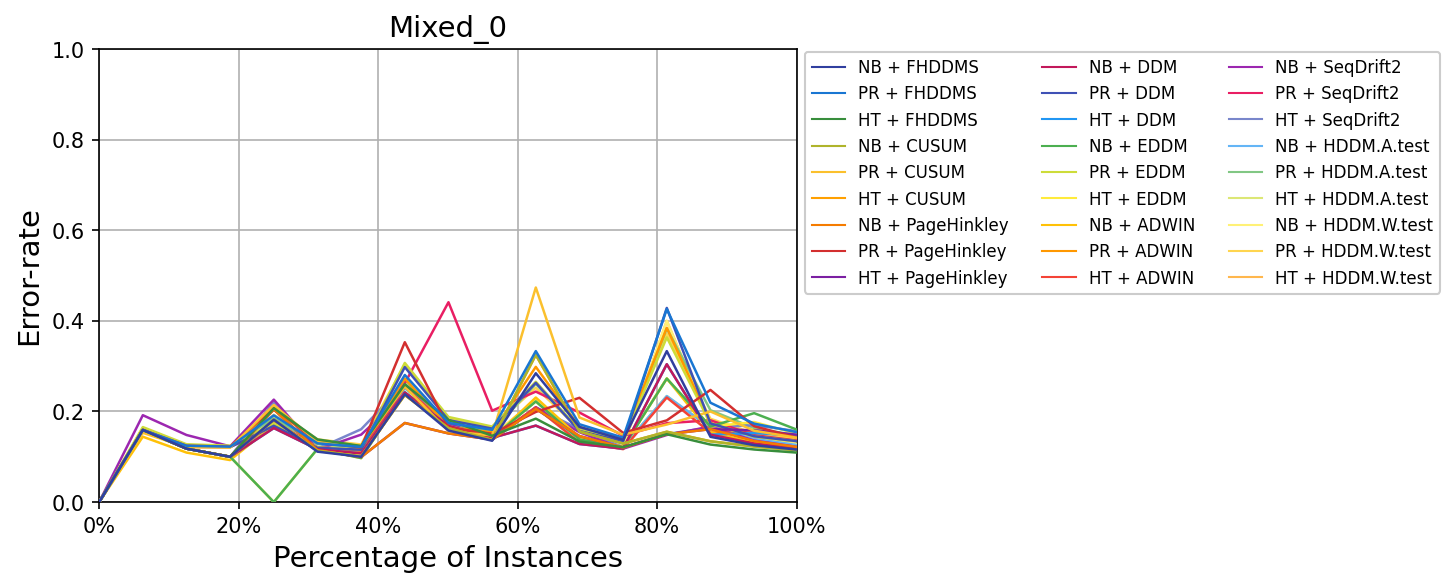 Mixed_0
1.0
0.8
0.6
0.4
0.2
0.0
Error-rate
0%
20%
40%
60%
80%
100%
Percentage of Instances
NB + FHDDMS
PR + FHDDMS
HT + FHDDMS
NB + CUSUM
PR + CUSUM
HT + CUSUM
NB + PageHinkley
PR + PageHinkley
HT + PageHinkley
NB + DDM
PR + DDM
HT + DDM
NB + EDDM
PR + EDDM
HT + EDDM
NB + ADWIN
PR + ADWIN
HT + ADWIN
NB + SeqDrift2
PR + SeqDrift2
HT + SeqDrift2
NB + HDDM.A.test
PR + HDDM.A.test
HT + HDDM.A.test
NB + HDDM.W.test
PR + HDDM.W.test
HT + HDDM.W.test